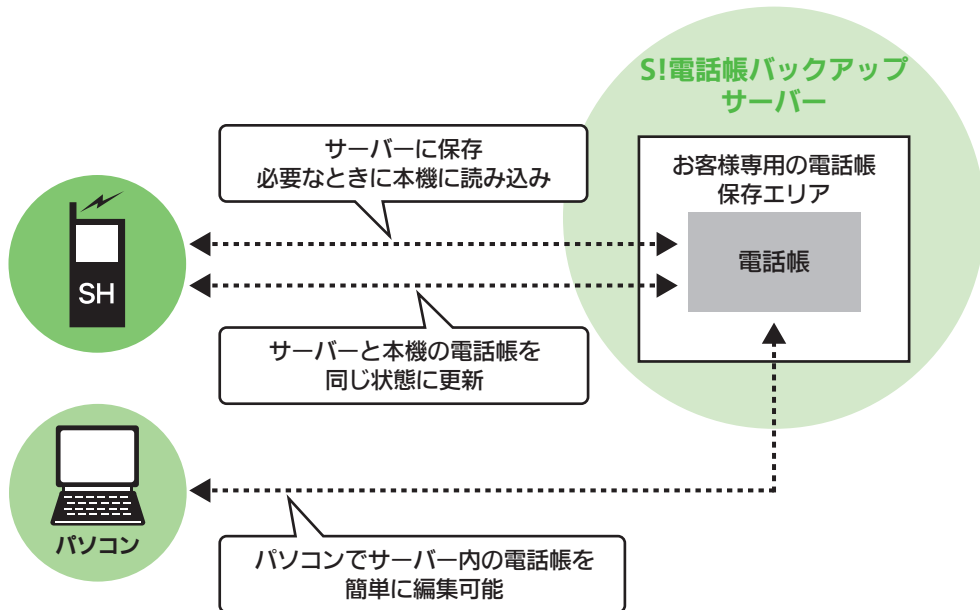 S!電話帳バックアップ
サーバー
サーバーに保存
必要なときに本機に読み込み
お客様専用の電話帳
保存エリア
電話帳
SH
サーバーと本機の電話帳を
同じ状態に更新
パソコン
パソコンでサーバー内の電話帳を
簡単に編集可能